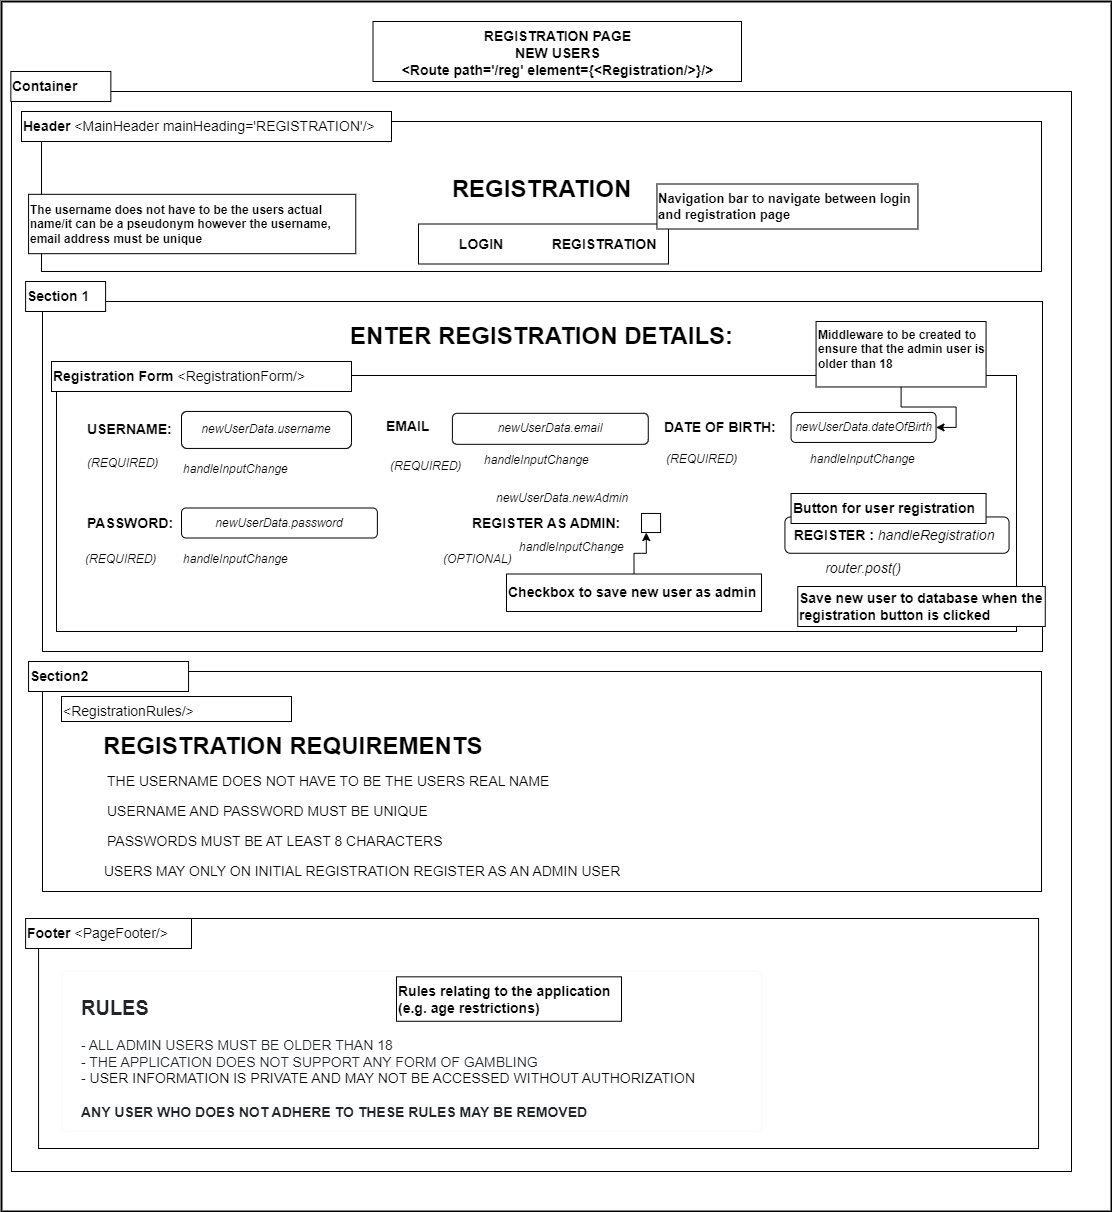 REGISTRATION PAGE
NEW USERS
<Route path='/reg' element={<Registration/>}/>
Container
Header <MainHeader mainHeading='REGISTRATION'/>
REGISTRATION
Navigation bar to navigate between login
and registration page
The username does not have to be the users actual
name/it can be a pseudonym however the username,
email address must be unique
LOGIN REGISTRATION
Section 1
ENTER REGISTRATION DETAILS:
Middleware to be created to
ensure that the admin user is
older than 18
Registration Form <RegistrationForm/>
USERNAME: newUserData.username
(REQUIRED) handleInputChange
EMAIL newUserData.email
(REQUIRED) handleInputChange
DATE OF BIRTH: newUserData.dateOfBirth
(REQUIRED) handleInputChange
PASSWORD: newUserData.password
(REQUIRED) handleInputChange
newUserData.newAdmin
REGISTER AS ADMIN:
(OPTIONAL) handleInputChange
Checkbox to save new user as admin
Button for user registration
REGISTER : handleRegistration
router.post()
Save new user to database when the
registration button is clicked
Section2
<RegistrationRules/>
REGISTRATION REQUIREMENTS
THE USERNAME DOES NOT HAVE TO BE THE USERS REAL NAME
USERNAME AND PASSWORD MUST BE UNIQUE
PASSWORDS MUST BE AT LEAST 8 CHARACTERS
USERS MAY ONLY ON INITIAL REGISTRATION REGISTER AS AN ADMIN USER
Footer <PageFooter/>
Rules relating to the application
(e.g. age restrictions)
RULES
- ALL ADMIN USERS MUST BE OLDER THAN 18
- THE APPLICATION DOES NOT SUPPORT ANY FORM OF GAMBLING
- USER INFORMATION IS PRIVATE AND MAY NOT BE ACCESSED WITHOUT AUTHORIZATION
ANY USER WHO DOES NOT ADHERE TO THESE RULES MAY BE REMOVED